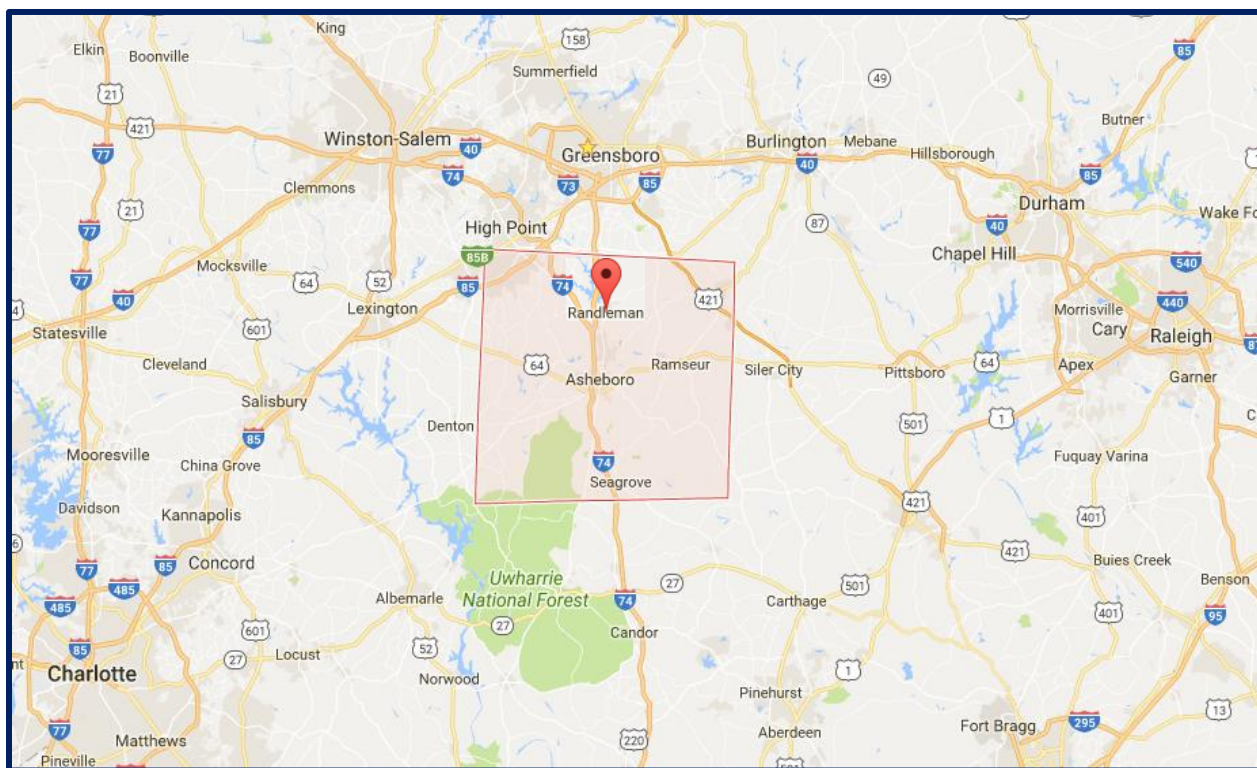 King
Elkin
Boonville
158
85
Summerfield
49
21
421
Butner
Winston-Salem
Burlington
Mebane
40
Greensboro
Hillsborough
77
40
74
73
85
85
Clemmons
Durham
21
Wake Fo
87
High Point
40
77
Chapel Hill
85B
Mocksville
540
64
52
85
74
40
421
440
Lexington
Randleman
Morrisville
Statesville
601
Cary
Raleigh
Cleveland
64
Ramseur
Siler City
Pittsboro
64
Apex
Asheboro
Garner
Salisbury
Denton
501
1
85
Mooresville
74
Fuquay Varina
China Grove
Seagrove
421
Davidson
Kannapolis
401
Concord
421
Buies Creek
77
85
485
Uwharrie
National Forest
27
501
Benson
485
Albemarle
74
Carthage
401
95
27
601
Candor
85
Locust
52
27
1
Charlotte
Norwood
Pinehurst
13
77
Aberdeen
Fort Bragg
295
Matthews
220
Pineville